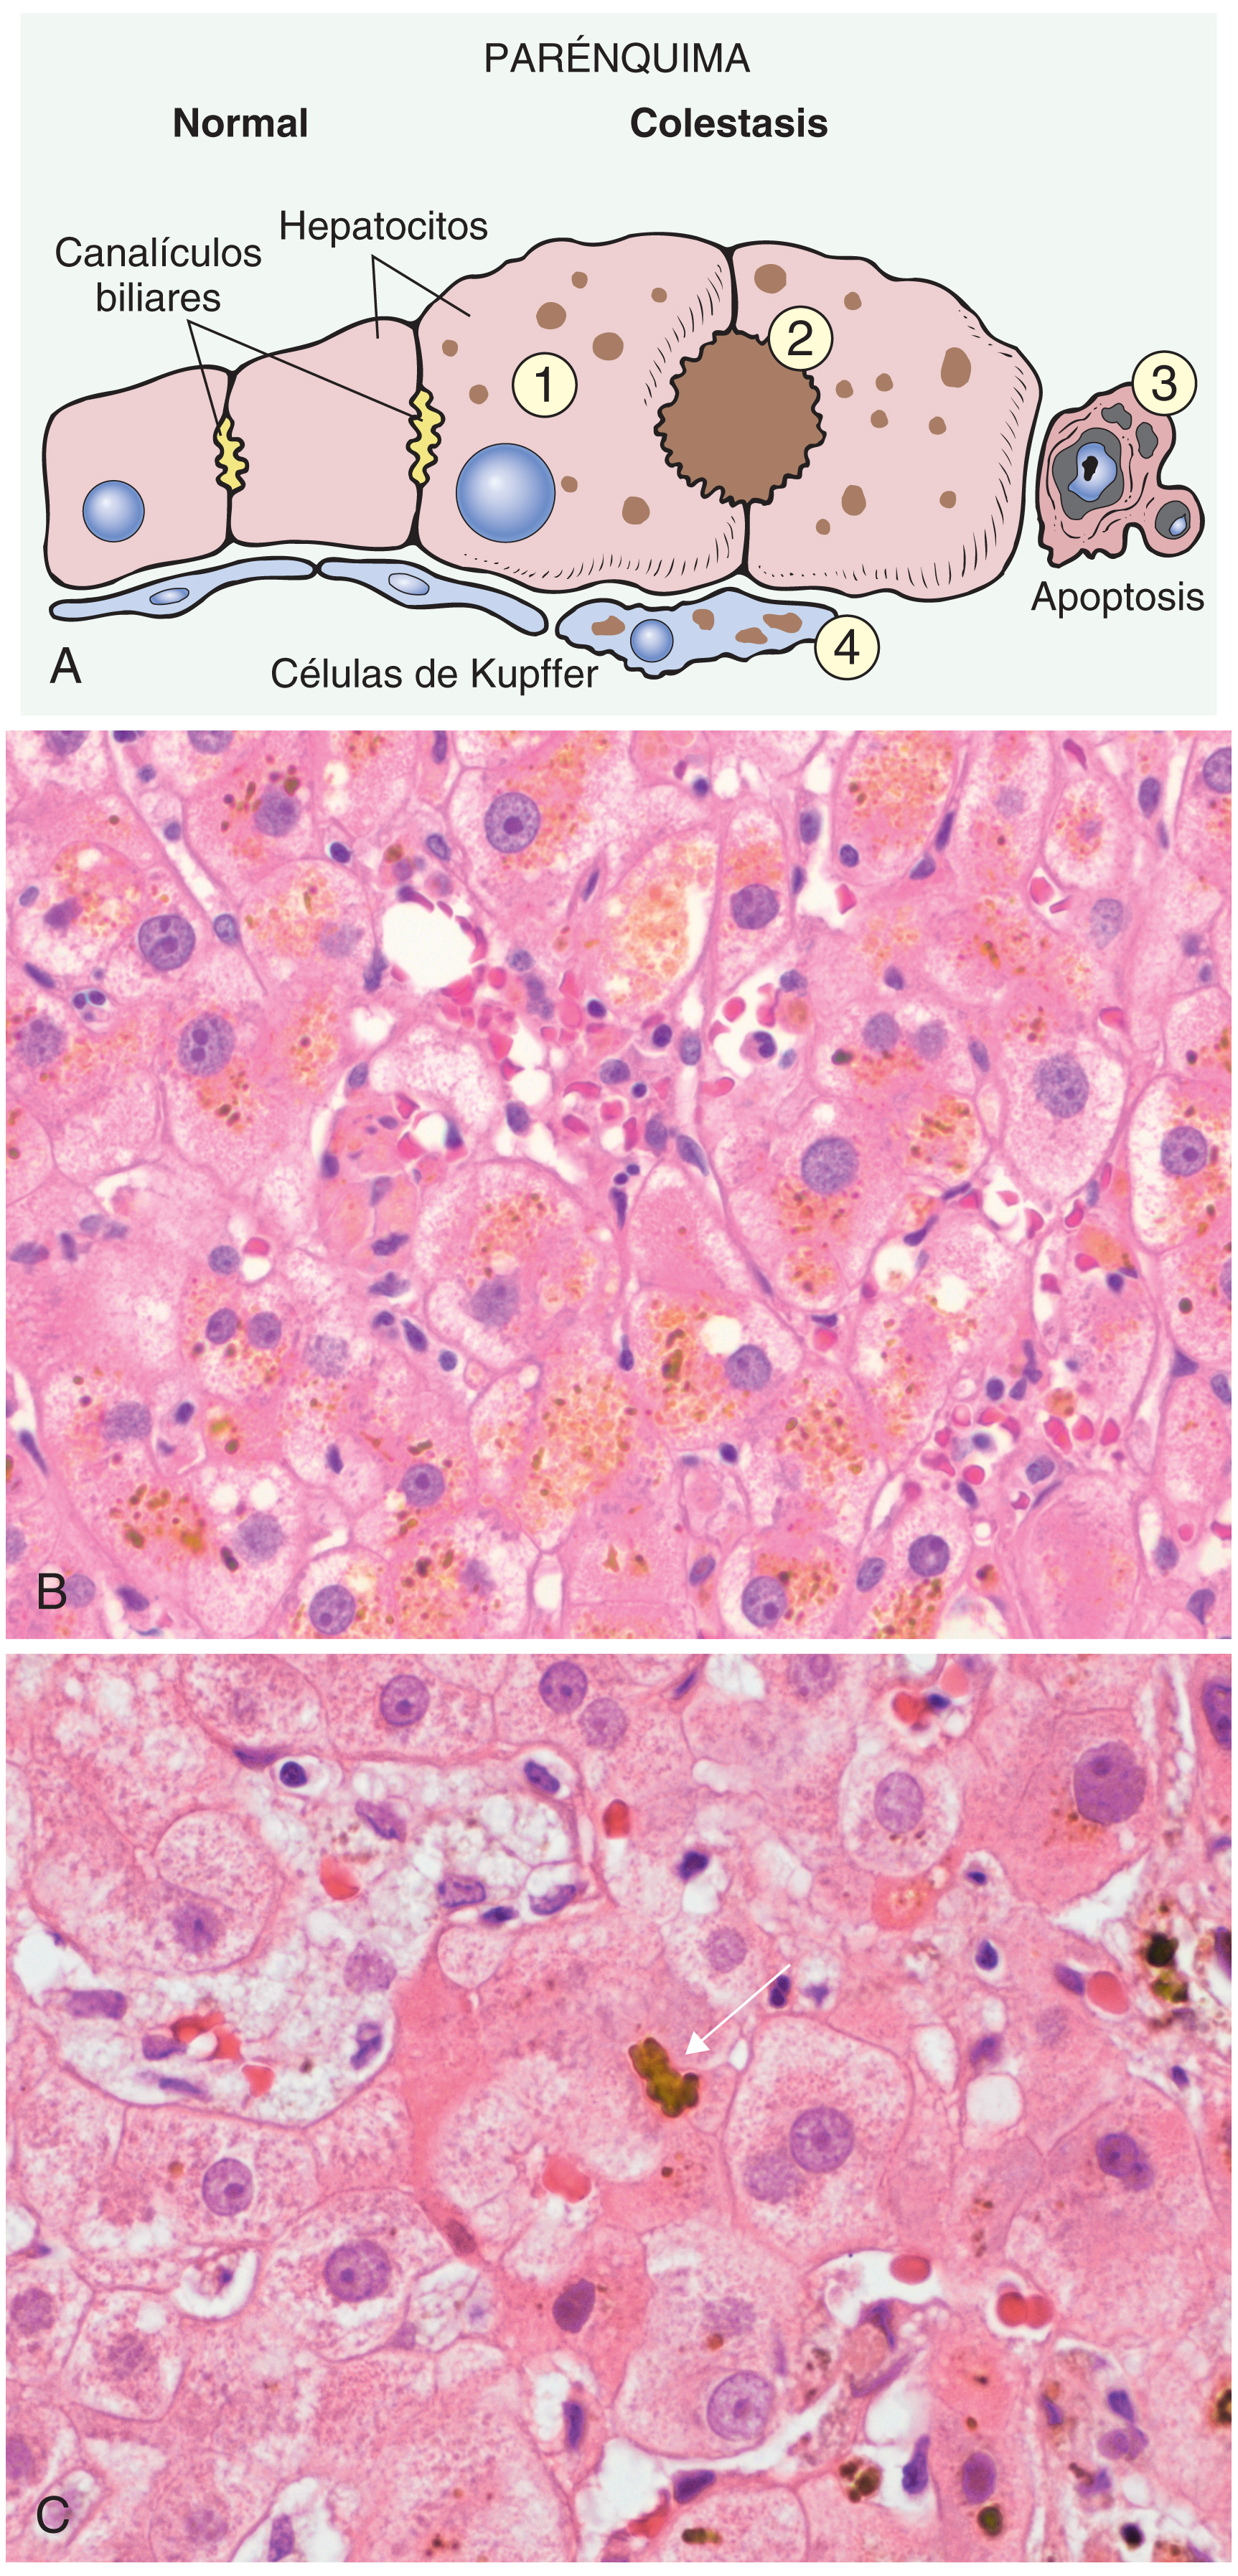 PARÉNQUIMA
Normal
Colestasis
Hepatocitos
Canalículos
biliares
1
2
3
4
Apoptosis
Células de Kupffer
A
B
C